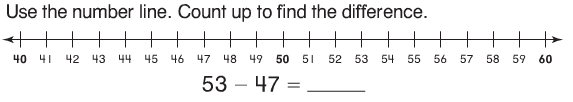 Use the number line. Count up to find the difference.
40 41 42 43 44 45 46 47 48 49 50 51 52 53 54 55 56 57 58 59 60
53 − 47 = ______